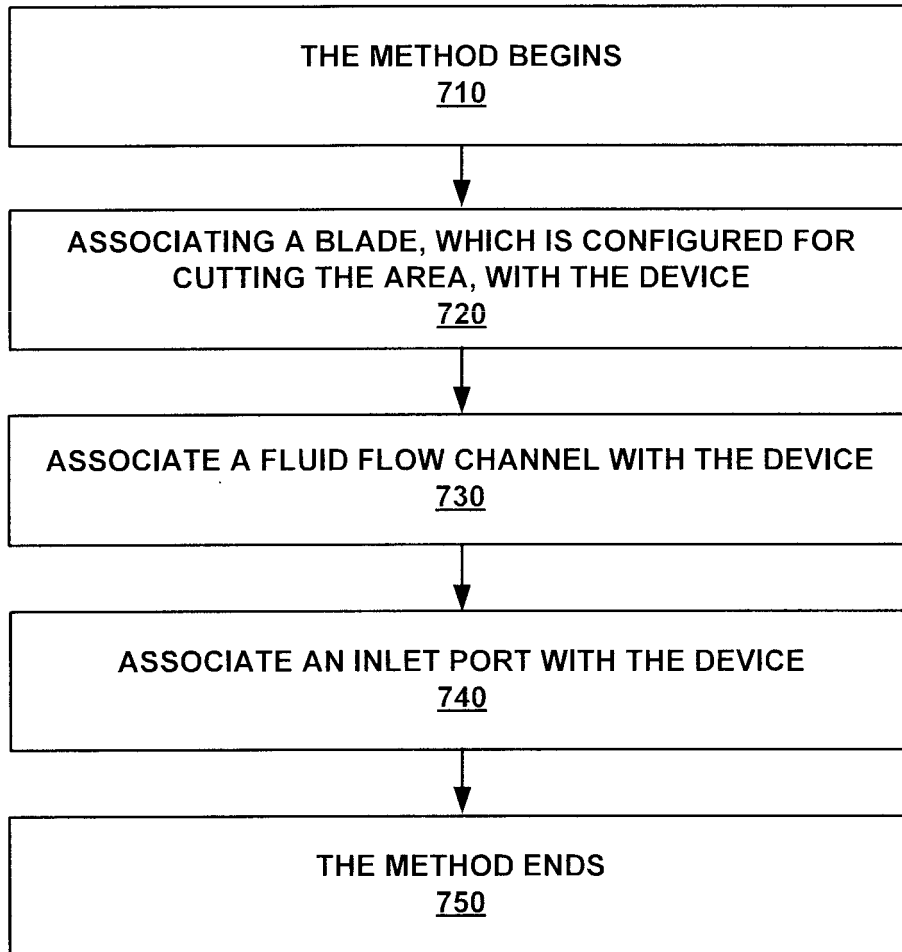 THE METHOD BEGINS
710
ASSOCIATING A BLADE, WHICH IS CONFIGURED FOR
CUTTING THE AREA, WITH THE DEVICE
720
ASSOCIATE A FLUID FLOW CHANNEL WITH THE DEVICE
730
ASSOCIATE AN INLET PORT WITH THE DEVICE
740
THE METHOD ENDS
750